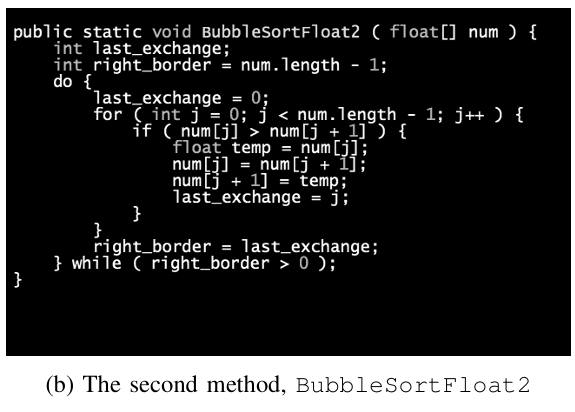 public static void BubbleSortFloat2 ( float[] num ) {
    int last_exchange;
    int right_border = num.length - 1;
    do {
        last_exchange = 0;
        for ( int j = 0; j < num.length - 1; j++ ) {
            if ( num[j] > num[j + 1] ) {
                float temp = num[j];
                num[j] = num[j + 1];
                num[j + 1] = temp;
                last_exchange = j;
            }
        }
        right_border = last_exchange;
    } while ( right_border > 0 );
}
(b) The second method, BubbleSortFloat2